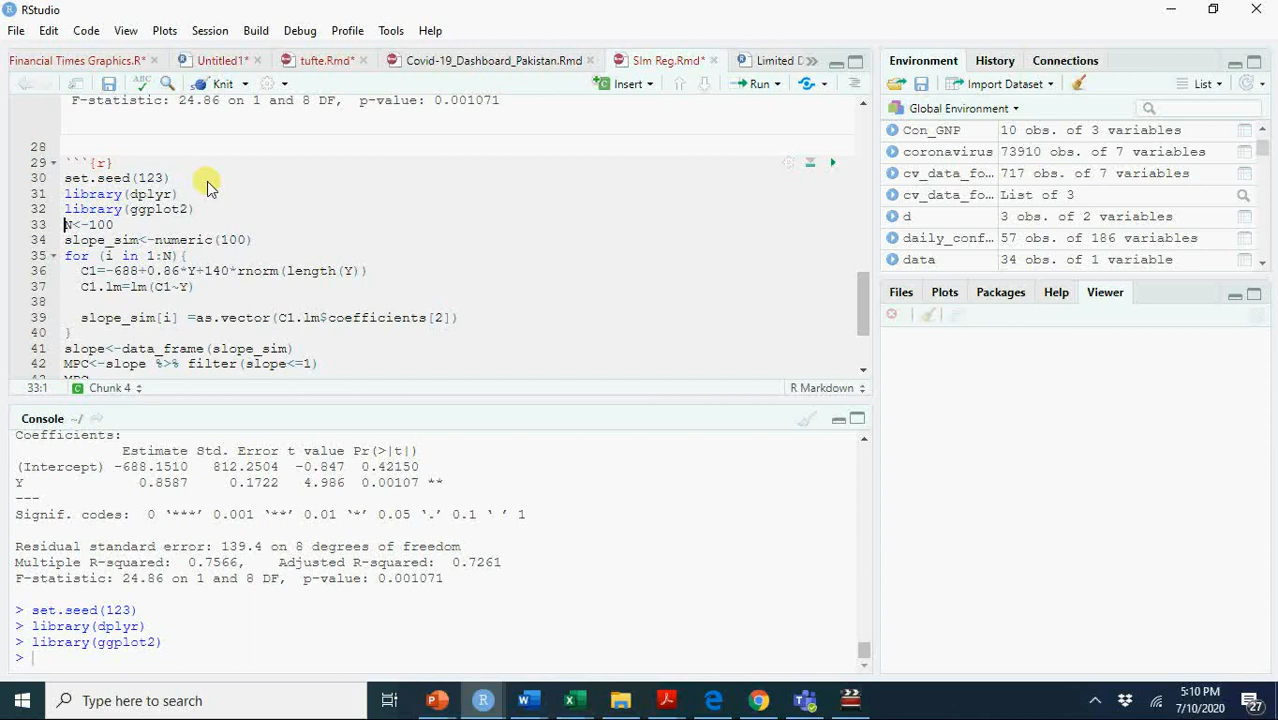 RStudio
File Edit Code View Plots Session Build Debug Profile Tools Help
Financial Times Graphics.R* Untitled1* tufte.Rmd* Covid-19_Dashboard_Pakistan.Rmd Slm Reg.Rmd* Limited D
Knit Insert Run
F-statistic: 24.86 on 1 and 8 DF, p-value: 0.001071
28
29 ```{r}
30 set.seed(123)
31 library(dplyr)
32 library(ggplot2)
33 N<-100
34 slope_sim<-numeric(100)
35 for (i in 1:N){
36 C1=-688+0.86*Y+140*rnorm(length(Y))
37 C1.lm=lm(C1~Y)
38
39 slope_sim[i] =as.vector(C1.lm$coefficients[2])
40 }
41 slope<-data_frame(slope_sim)
42 MPC<-slope %>% filter(slope<=1)
33:1 Chunk 4 R Markdown
Console ~/
Coefficients:
Estimate Std. Error t value Pr(>|t|)
(Intercept) -688.1510 812.2504 -0.847 0.42150
Y 0.8587 0.1722 4.986 0.00107 **
---
Signif. codes: 0 ‘***’ 0.001 ‘**’ 0.01 ‘*’ 0.05 ‘.’ 0.1 ‘ ’ 1
Residual standard error: 139.4 on 8 degrees of freedom
Multiple R-squared: 0.7566, Adjusted R-squared: 0.7261
F-statistic: 24.86 on 1 and 8 DF, p-value: 0.001071
> set.seed(123)
> library(dplyr)
> library(ggplot2)
>
Environment History Connections
Import Dataset List
Global Environment
Con_GNP 10 obs. of 3 variables
coronavirus 73910 obs. of 7 variables
cv_data_fo… 717 obs. of 7 variables
cv_data_fo… List of 3
d 3 obs. of 2 variables
daily_conf… 57 obs. of 186 variables
data 34 obs. of 1 variable
Files Plots Packages Help Viewer
Type here to search
5:10 PM
7/10/2020
27